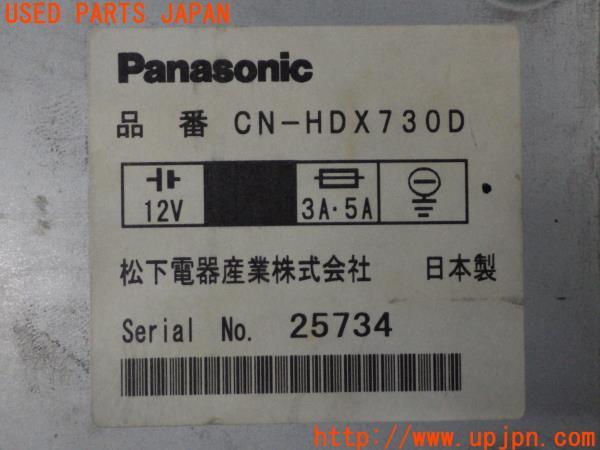 USED PARTS JAPAN
Panasonic
品 番 CN-HDX730D
12V 3A・5A
松下電器産業株式会社 日本製
Serial No. 25734
http://www.upjpn.com